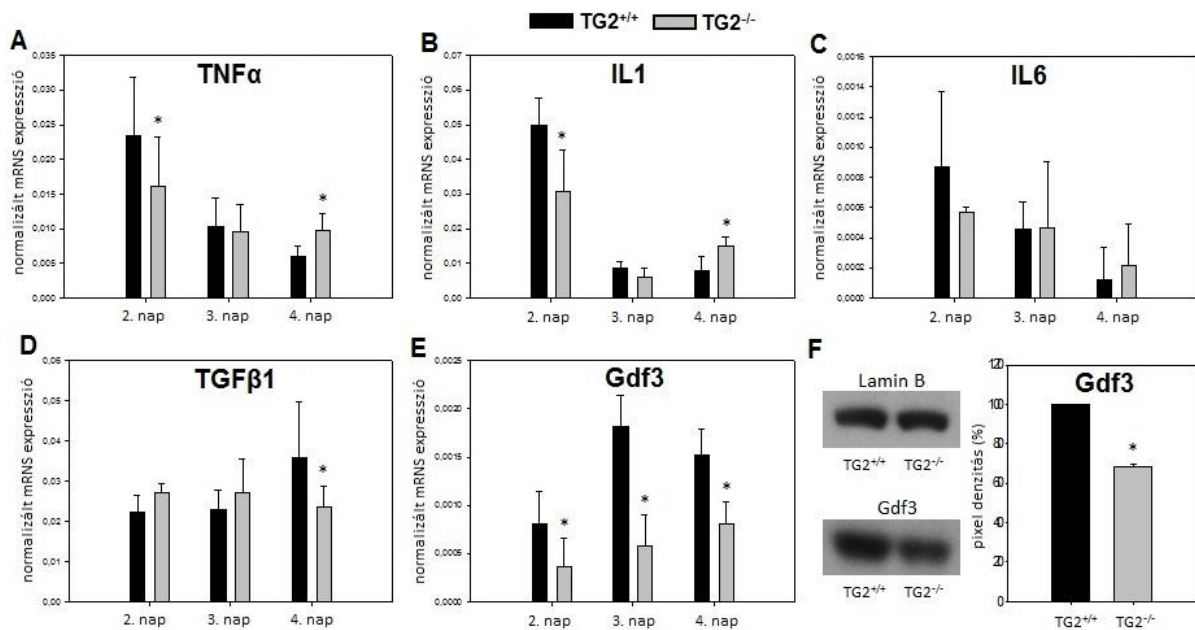 TG2+/+ TG2-/-
A
TNFα
normalizált mRNS expresszió
0,035
0,030
0,025
0,020
0,015
0,010
0,005
0,000
*
*
2. nap 3. nap 4. nap
B
IL1
normalizált mRNS expresszió
0,07
0,06
0,05
0,04
0,03
0,02
0,01
0,00
*
*
2. nap 3. nap 4. nap
C
IL6
normalizált mRNS expresszió
0,0016
0,0014
0,0012
0,0010
0,0008
0,0006
0,0004
0,0002
0,0000
2. nap 3. nap 4. nap
D
TGFβ1
normalizált mRNS expresszió
0,06
0,05
0,04
0,03
0,02
0,01
0,00
*
2. nap 3. nap 4. nap
E
Gdf3
normalizált mRNS expresszió
0,0025
0,0020
0,0015
0,0010
0,0005
0,0000
* * *
2. nap 3. nap 4. nap
F
Lamin B
TG2+/+ TG2-/-
Gdf3
TG2+/+ TG2-/-
Gdf3
pixel denzitás (%)
120
100
80
60
40
20
0
*
TG2+/+ TG2-/-